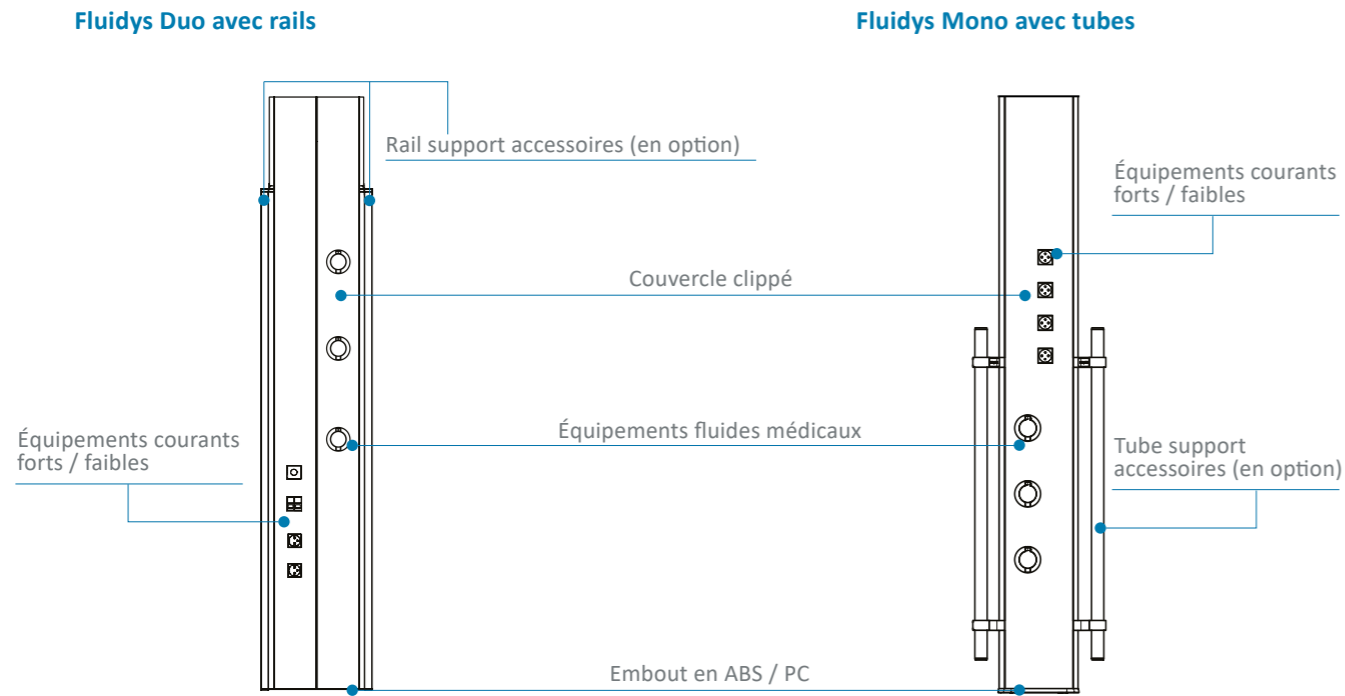 Fluidys Duo avec rails
Fluidys Mono avec tubes
Rail support accessoires (en option)
Équipements courants
forts / faibles
Couvercle clippé
Équipements fluides médicaux
Équipements courants
forts / faibles
Tube support
accessoires (en option)
Embout en ABS / PC